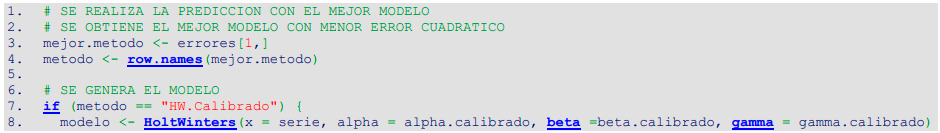 1. # SE REALIZA LA PREDICCION CON EL MEJOR MODELO
2. # SE OBTIENE EL MEJOR MODELO CON MENOR ERROR CUADRATICO
3. mejor.metodo <- errores[1,]
4. metodo <- row.names(mejor.metodo)
5.
6. # SE GENERA EL MODELO
7. if (metodo == "HW.Calibrado") {
8. modelo <- HoltWinters(x = serie, alpha = alpha.calibrado, beta =beta.calibrado, gamma = gamma.calibrado)